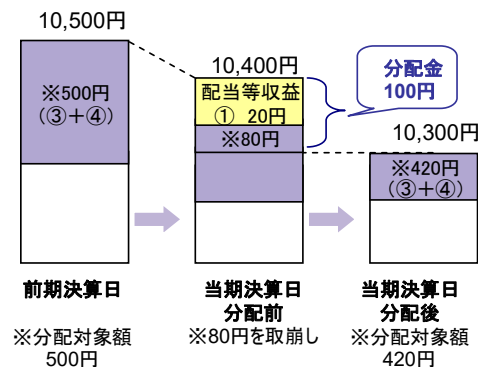 10,500円
※500円
(③+④)
前期決算日
※分配対象額
500円
10,400円
配当等収益
① 20円
※80円
当期決算日
分配前
※80円を取崩し
分配金
100円
10,300円
※420円
(③+④)
当期決算日
分配後
※分配対象額
420円